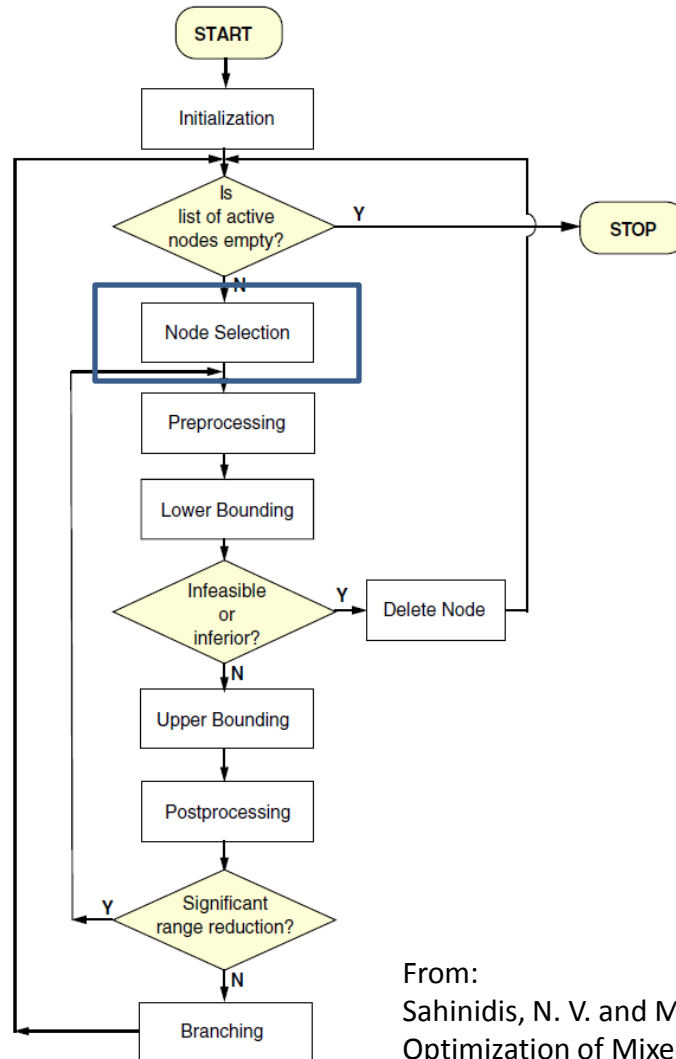 START
Initialization
Is
list of active
nodes empty?
Y
STOP
N
Node Selection
Preprocessing
Lower Bounding
Infeasible
or
inferior?
Y
Delete Node
N
Upper Bounding
Postprocessing
Significant
range reduction?
Y
N
Branching
From:
Sahinidis, N. V. and M
Optimization of Mixe